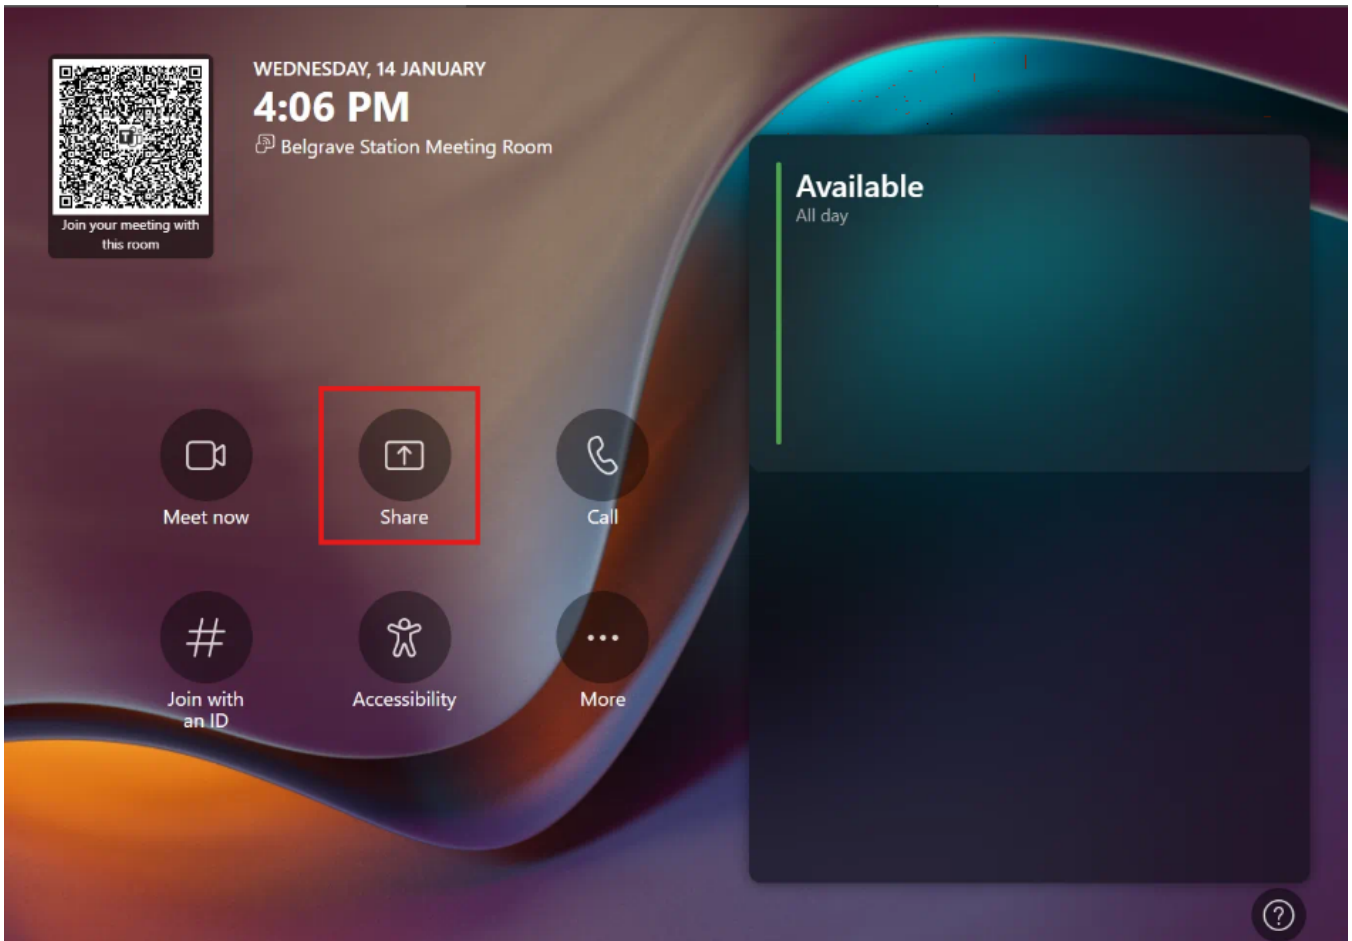 WEDNESDAY, 14 JANUARY
4:06 PM
Belgrave Station Meeting Room
Join your meeting with
this room
Available
All day
Meet now
Share
Call
Join with
an ID
Accessibility
More